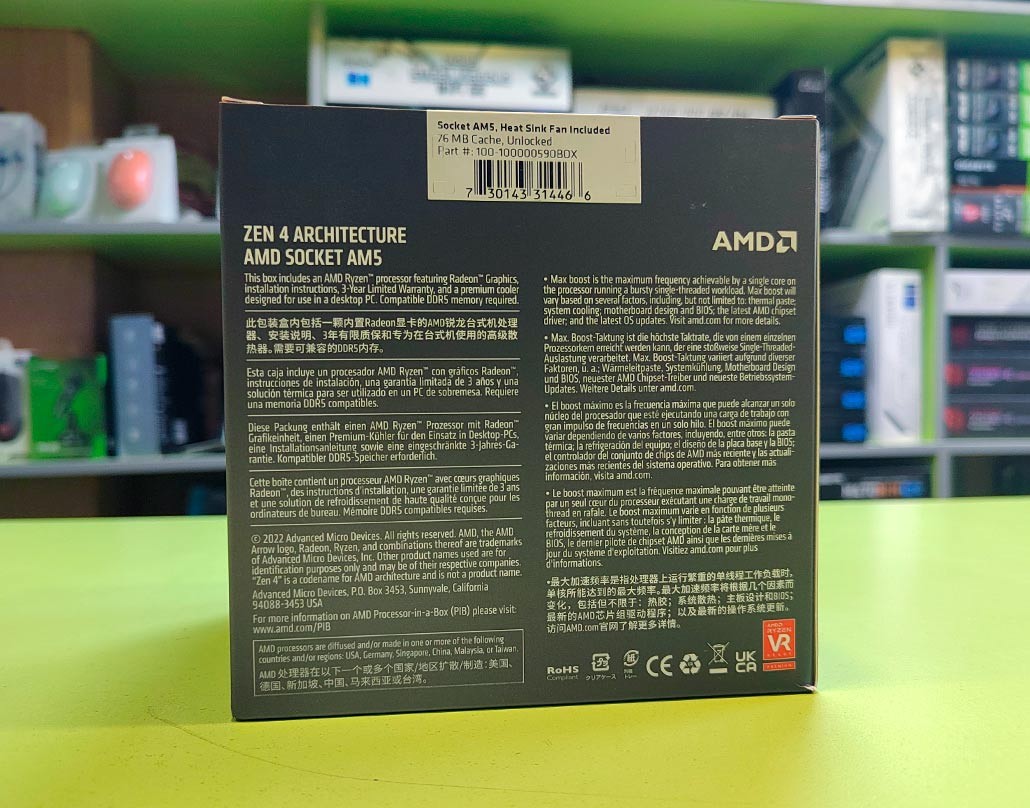 Socket AM5, Heat Sink Fan Included
76 MB Cache, Unlocked
Part #: 100-100000590BOX
7 30143 31446 6
ZEN 4 ARCHITECTURE
AMD SOCKET AM5
AMD
This box includes an AMD Ryzen™ processor featuring Radeon™ Graphics,
installation instructions, 3-Year Limited Warranty, and a premium cooler
designed for use in a desktop PC. Compatible DDR5 memory required.
此包装盒内包括一颗内置Radeon显卡的AMD锐龙台式机处理
器、安装说明、3年有限质保和专为在台式机使用的高级散
热器。需要可兼容的DDR5内存。
Esta caja incluye un procesador AMD Ryzen™ con gráficos Radeon™,
instrucciones de instalación, una garantía limitada de 3 años y una
solución térmica para ser utilizado en un PC de sobremesa. Requiere
una memoria DDR5 compatibles.
Diese Packung enthält einen AMD Ryzen™ Prozessor mit Radeon™
Grafikeinheit, einen Premium-Kühler für den Einsatz in Desktop-PCs,
eine Installationsanleitung sowie eine eingeschränkte 3-Jahres-Ga-
rantie. Kompatibler DDR5-Speicher erforderlich.
Cette boîte contient un processeur AMD Ryzen™ avec cœurs graphiques
Radeon™, des instructions d'installation, une garantie limitée de 3 ans
et une solution de refroidissement de haute qualité conçue pour les
ordinateurs de bureau. Mémoire DDR5 compatibles requises.
© 2022 Advanced Micro Devices. All rights reserved. AMD, the AMD
Arrow logo, Radeon, Ryzen, and combinations thereof are trademarks
of Advanced Micro Devices, Inc. Other product names used are for
identification purposes only and may be of their respective companies.
"Zen 4" is a codename for AMD architecture and is not a product name.
Advanced Micro Devices, P.O. Box 3453, Sunnyvale, California
94088-3453 USA
For more information on AMD Processor-in-a-Box (PIB) please visit:
www.amd.com/PIB
AMD processors are diffused and/or made in one or more of the following
countries and/or regions: USA, Germany, Singapore, China, Malaysia, or Taiwan.
AMD 处理器在以下一个或多个国家/地区扩散/制造：美国、
德国、新加坡、中国、马来西亚或台湾。
• Max boost is the maximum frequency achievable by a single core on
the processor running a bursty single-threaded workload. Max boost will
vary based on several factors, including, but not limited to: thermal paste;
system cooling; motherboard design and BIOS; the latest AMD chipset
driver; and the latest OS updates. Visit amd.com for more details.
• Max. Boost-Taktung ist die höchste Taktrate, die von einem einzelnen
Prozessorkern erreicht werden kann, der eine stoßweise Single-Threaded-
Auslastung verarbeitet. Max. Boost-Taktung variiert aufgrund diverser
Faktoren, u. a.; Wärmeleitpaste, Systemkühlung, Motherboard Design
und BIOS, neuester AMD Chipset-Treiber und neueste Betriebssystem-
Updates. Weitere Details unter amd.com.
• El boost máximo es la frecuencia máxima que puede alcanzar un solo
núcleo del procesador que esté ejecutando una carga de trabajo con
gran impulso de frecuencias en un solo hilo. El boost máximo puede
variar dependiendo de varios factores, incluyendo, entre otros: la pasta
térmica; la refrigeración del equipo; el diseño de la placa base y la BIOS;
el controlador del conjunto de chips de AMD más reciente y las actuali-
zaciones más recientes del sistema operativo. Para obtener más
información, visita amd.com.
• Le boost maximum est la fréquence maximale pouvant être atteinte
par un seul cœur du processeur exécutant une charge de travail mono-
thread en rafale. Le boost maximum varie en fonction de plusieurs
facteurs, incluant sans toutefois s'y limiter : la pâte thermique, le
refroidissement du système, la conception de la carte mère et le
BIOS, le dernier pilote de chipset AMD ainsi que les dernières mises à
jour du système d'exploitation. Visitiez amd.com pour plus
d'informations.
•最大加速频率是指处理器上运行繁重的单线程工作负载时，
单核所能达到的最大频率。最大加速频率将根据几个因素而
变化，包括但不限于：热胶；系统散热；主板设计和BIOS；
最新的AMD芯片组驱动程序；以及最新的操作系统更新。
访问AMD.com官网了解更多详情。
RoHS
Compliant
プラ
クリアケース
紙
トレー
CE
UK
CA
AMD
RYZEN
VR
READY
PREMIUM